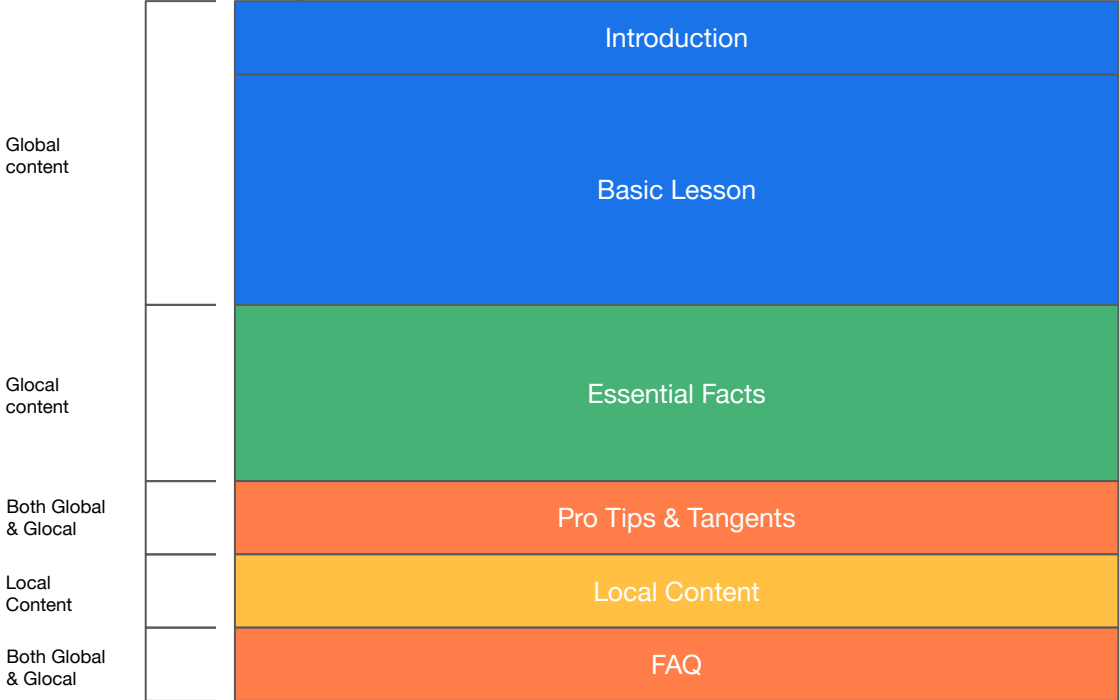 Introduction
Global
content
Basic Lesson
Glocal
content
Essential Facts
Both Global
& Glocal
Pro Tips & Tangents
Local
Content
Local Content
Both Global
& Glocal
FAQ